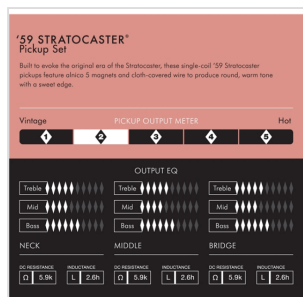 '59 STRATOCASTER®
Pickup Set
Built to evoke the original era of the Stratocaster, these single-coil '59 Stratocaster
pickups feature alnico 5 magnets and cloth-covered wire to produce round, warm tone
with a sweet edge.
Vintage PICKUP OUTPUT METER Hot
1 2 3 4 5
OUTPUT EQ
Treble Treble Treble
Mid Mid Mid
Bass Bass Bass
NECK MIDDLE BRIDGE
DC RESISTANCE INDUCTANCE DC RESISTANCE INDUCTANCE DC RESISTANCE INDUCTANCE
Ω 5.9k L 2.6h Ω 5.9k L 2.6h Ω 5.9k L 2.6h